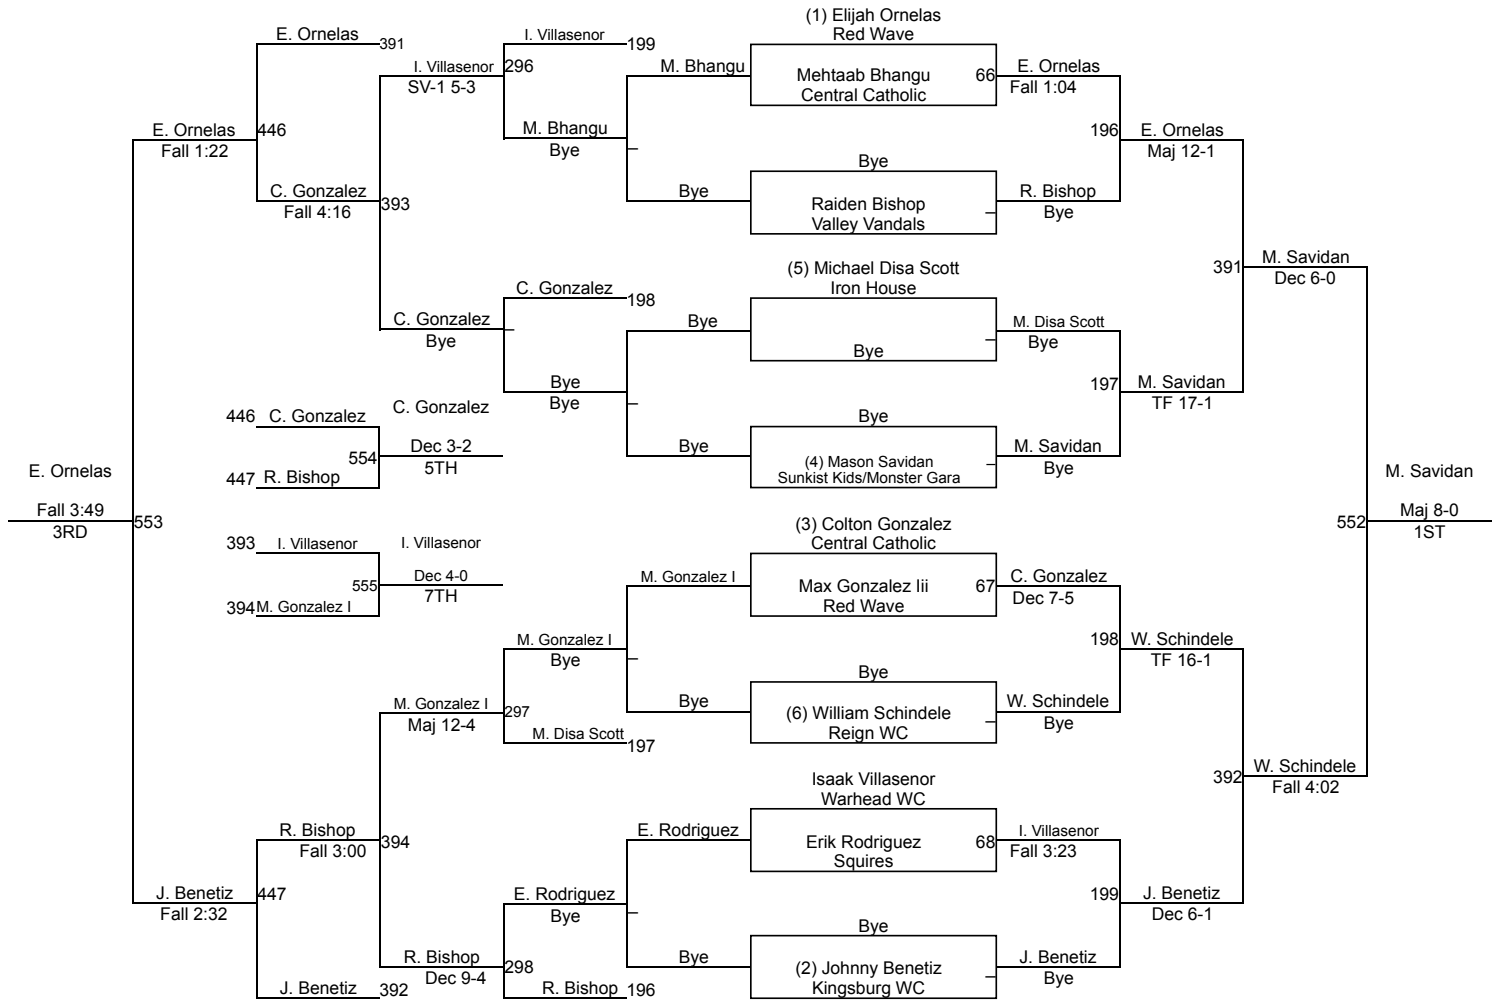 (1) Elijah Ornelas
Red Wave
E. Ornelas
391
I. Villasenor
199
I. Villasenor
296
SV-1 5-3
M. Bhangu
Mehtaab Bhangu
Central Catholic
66
E. Ornelas
Fall 1:04
E. Ornelas
446
Fall 1:22
M. Bhangu
Bye
196
E. Ornelas
Maj 12-1
Bye
C. Gonzalez
Fall 4:16
393
Bye
Raiden Bishop
Valley Vandals
R. Bishop
Bye
(5) Michael Disa Scott
Iron House
391
M. Savidan
Dec 6-0
C. Gonzalez
198
C. Gonzalez
Bye
Bye
Bye
M. Disa Scott
Bye
Bye
Bye
197
M. Savidan
TF 17-1
446
C. Gonzalez
C. Gonzalez
Bye
554
Dec 3-2
5TH
Bye
(4) Mason Savidan
Sunkist Kids/Monster Gara
M. Savidan
Bye
447
R. Bishop
E. Ornelas
Fall 3:49
553
3RD
M. Savidan
552
Maj 8-0
1ST
(3) Colton Gonzalez
Central Catholic
393
I. Villasenor
I. Villasenor
555
Dec 4-0
7TH
394
M. Gonzalez I
M. Gonzalez I
Max Gonzalez Iii
Red Wave
67
C. Gonzalez
Dec 7-5
M. Gonzalez I
Bye
198
W. Schindele
TF 16-1
Bye
M. Gonzalez I
297
Maj 12-4
Bye
(6) William Schindele
Reign WC
W. Schindele
Bye
M. Disa Scott
197
Isaak Villasenor
Warhead WC
392
W. Schindele
Fall 4:02
R. Bishop
Fall 3:00
394
E. Rodriguez
Erik Rodriguez
Squires
68
I. Villasenor
Fall 3:23
J. Benetiz
447
Fall 2:32
E. Rodriguez
Bye
199
J. Benetiz
Dec 6-1
Bye
R. Bishop
298
Dec 9-4
Bye
(2) Johnny Benetiz
Kingsburg WC
J. Benetiz
Bye
J. Benetiz
392
R. Bishop
196